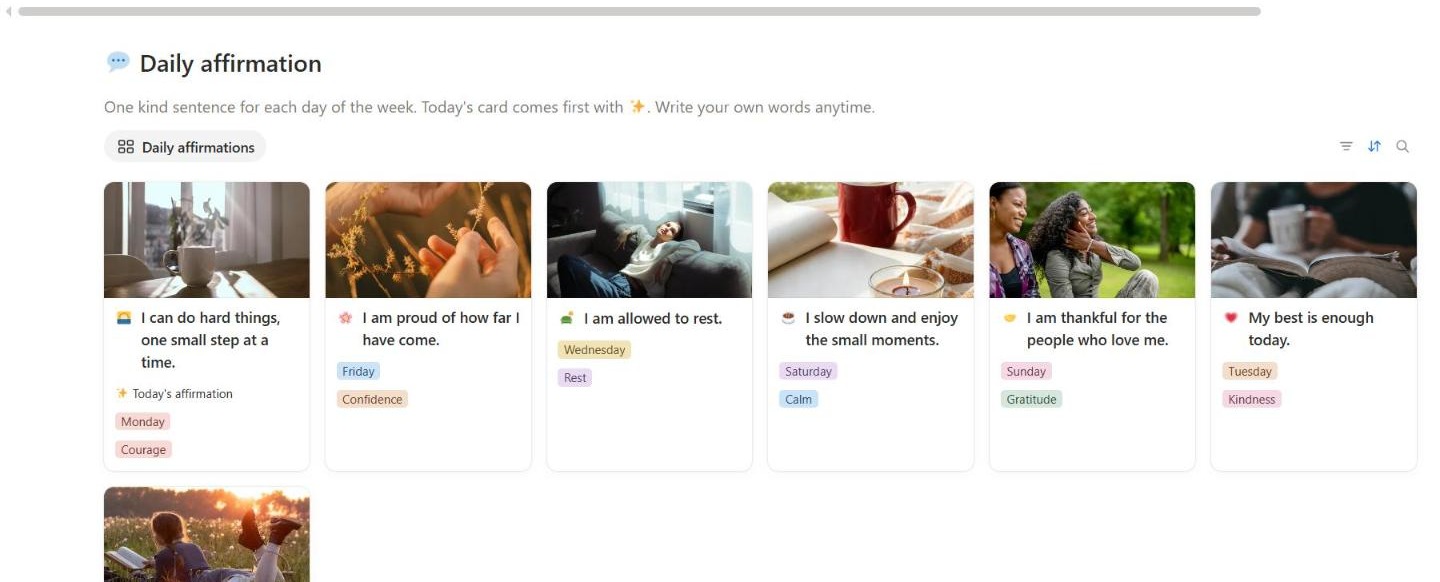 Daily affirmation
One kind sentence for each day of the week. Today's card comes first with ✨. Write your own words anytime.
Daily affirmations
I can do hard things,
one small step at a
time.
✨ Today's affirmation
Monday
Courage
I am proud of how far I
have come.
Friday
Confidence
I am allowed to rest.
Wednesday
Rest
I slow down and enjoy
the small moments.
Saturday
Calm
I am thankful for the
people who love me.
Sunday
Gratitude
My best is enough
today.
Tuesday
Kindness